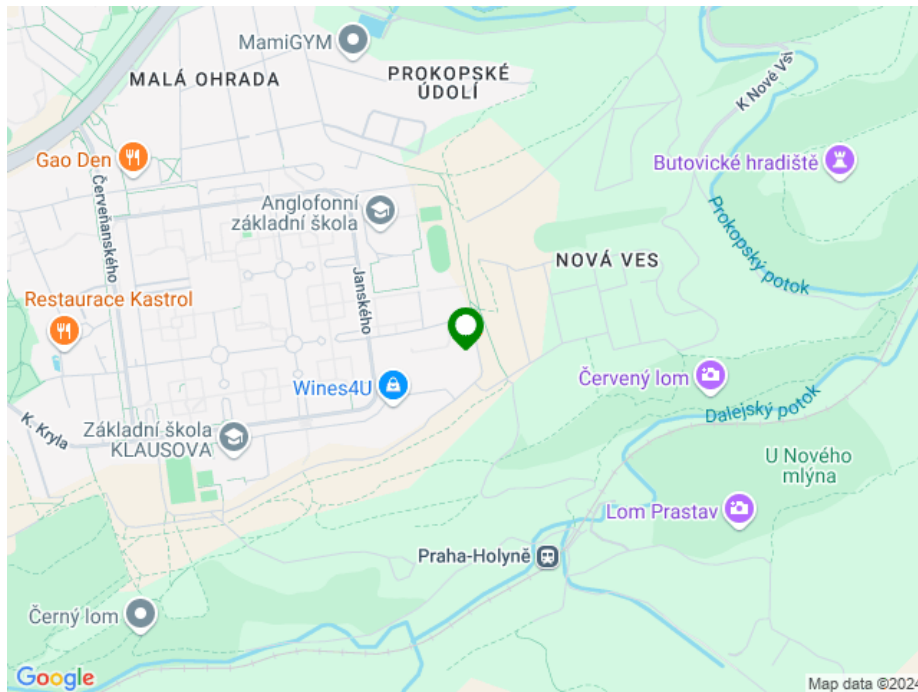 MamiGYM
MALÁ OHRADA
PROKOPSKÉ
ÚDOLÍ
K Nové Vsi
Gao Den
Butovické hradiště
Červeňanského
Anglofonní
základní škola
Prokopský potok
NOVÁ VES
Janského
Restaurace Kastrol
Wines4U
Červený lom
Dalejský potok
K. Kryla
Základní škola
KLAUSOVA
U Nového
mlýna
Lom Prastav
Praha-Holyně
Černý lom
Google
Map data ©2024